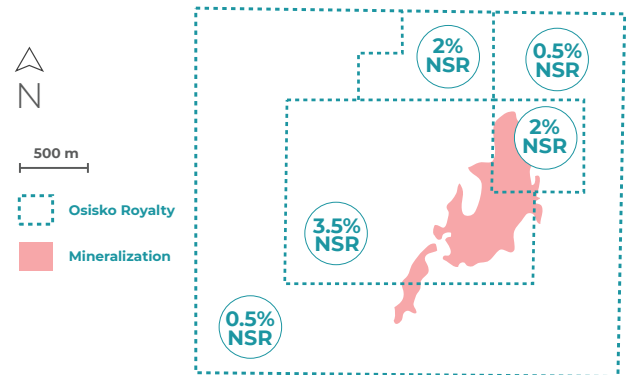 2%
NSR
0.5%
NSR
N
2%
NSR
500 m
Osisko Royalty
3.5%
NSR
Mineralization
0.5%
NSR